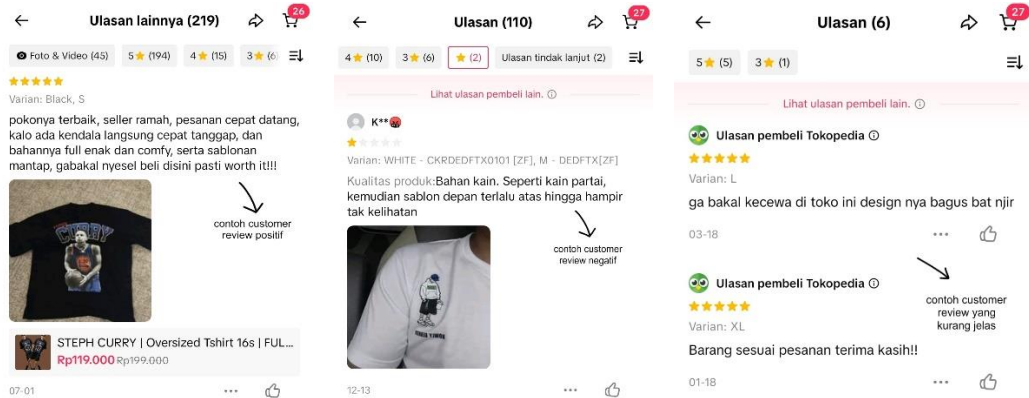 Ulasan lainnya (219)
26
Foto & Video (45)
5★ (194)
4★ (15)
3★ (6)
Varian: Black, S
pokonya terbaik, seller ramah, pesanan cepat datang,
kalo ada kendala langsung cepat tanggap, dan
bahannya full enak dan comfy, serta sablonan
mantap, gabakal nyesel beli disini pasti worth it!!!
contoh customer
review positif
CURRY
STEPH CURRY | Oversized Tshirt 16s | FUL...
Rp119.000 Rp199.000
07-01
Ulasan (110)
27
4★ (10)
3★ (6)
★ (2)
Ulasan tindak lanjut (2)
Lihat ulasan pembeli lain.
K**
Varian: WHITE - CKRDEDFTX0101 [ZF], M - DEDFTX[ZF]
Kualitas produk:Bahan kain. Seperti kain partai,
kemudian sablon depan terlalu atas hingga hampir
tak kelihatan
contoh customer
review negatif
12-13
Ulasan (6)
27
5★ (5)
3★ (1)
Lihat ulasan pembeli lain.
Ulasan pembeli Tokopedia
Varian: L
ga bakal kecewa di toko ini design nya bagus bat njir
03-18
contoh customer
review yang
kurang jelas
Ulasan pembeli Tokopedia
Varian: XL
Barang sesuai pesanan terima kasih!!
01-18